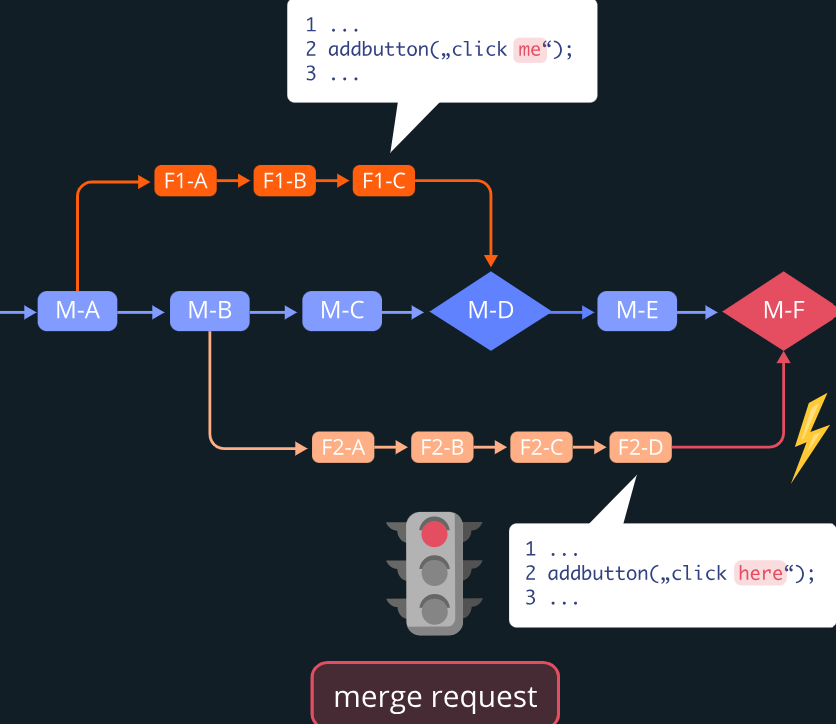 1 ...
2 addbutton(„click me“);
3 ...
F1-A F1-B F1-C
M-A M-B M-C M-D M-E M-F
F2-A F2-B F2-C F2-D
1 ...
2 addbutton(„click here“);
3 ...
merge request